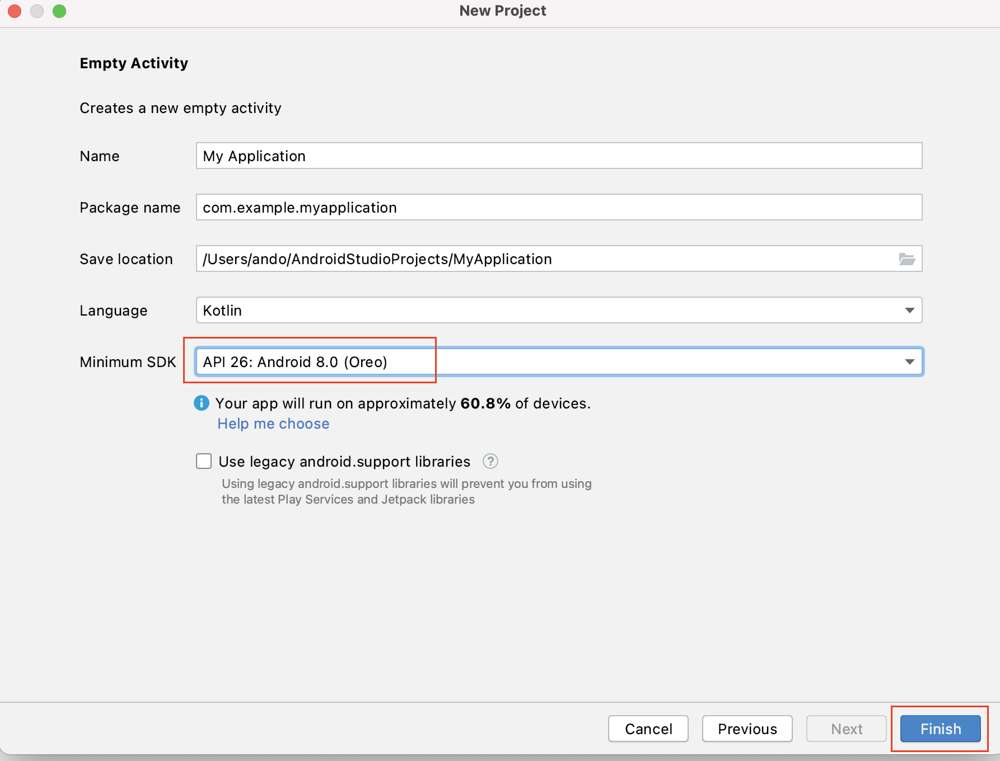 New Project
Empty Activity
Creates a new empty activity
Name My Application
Package name com.example.myapplication
Save location /Users/ando/AndroidStudioProjects/MyApplication
Language Kotlin
Minimum SDK API 26: Android 8.0 (Oreo)
i Your app will run on approximately 60.8% of devices.
Help me choose
Use legacy android.support libraries ?
Using legacy android.support libraries will prevent you from using
the latest Play Services and Jetpack libraries
Cancel Previous Next Finish